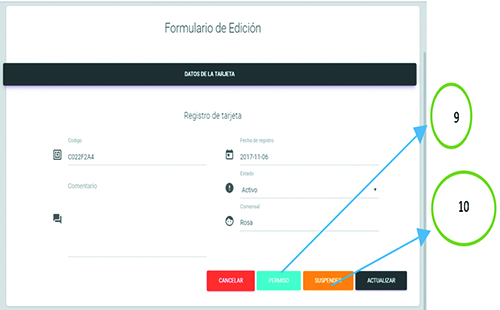 Formulario de Edición
DATOS DE LA TARJETA
Registro de tarjeta
Código
C022F2A4
Fecha de registro
2017-11-06
Comentario
Estado
Activo
Comensal
Rosa
CANCELAR
PERMISO
SUSPENDER
ACTUALIZAR
9
10